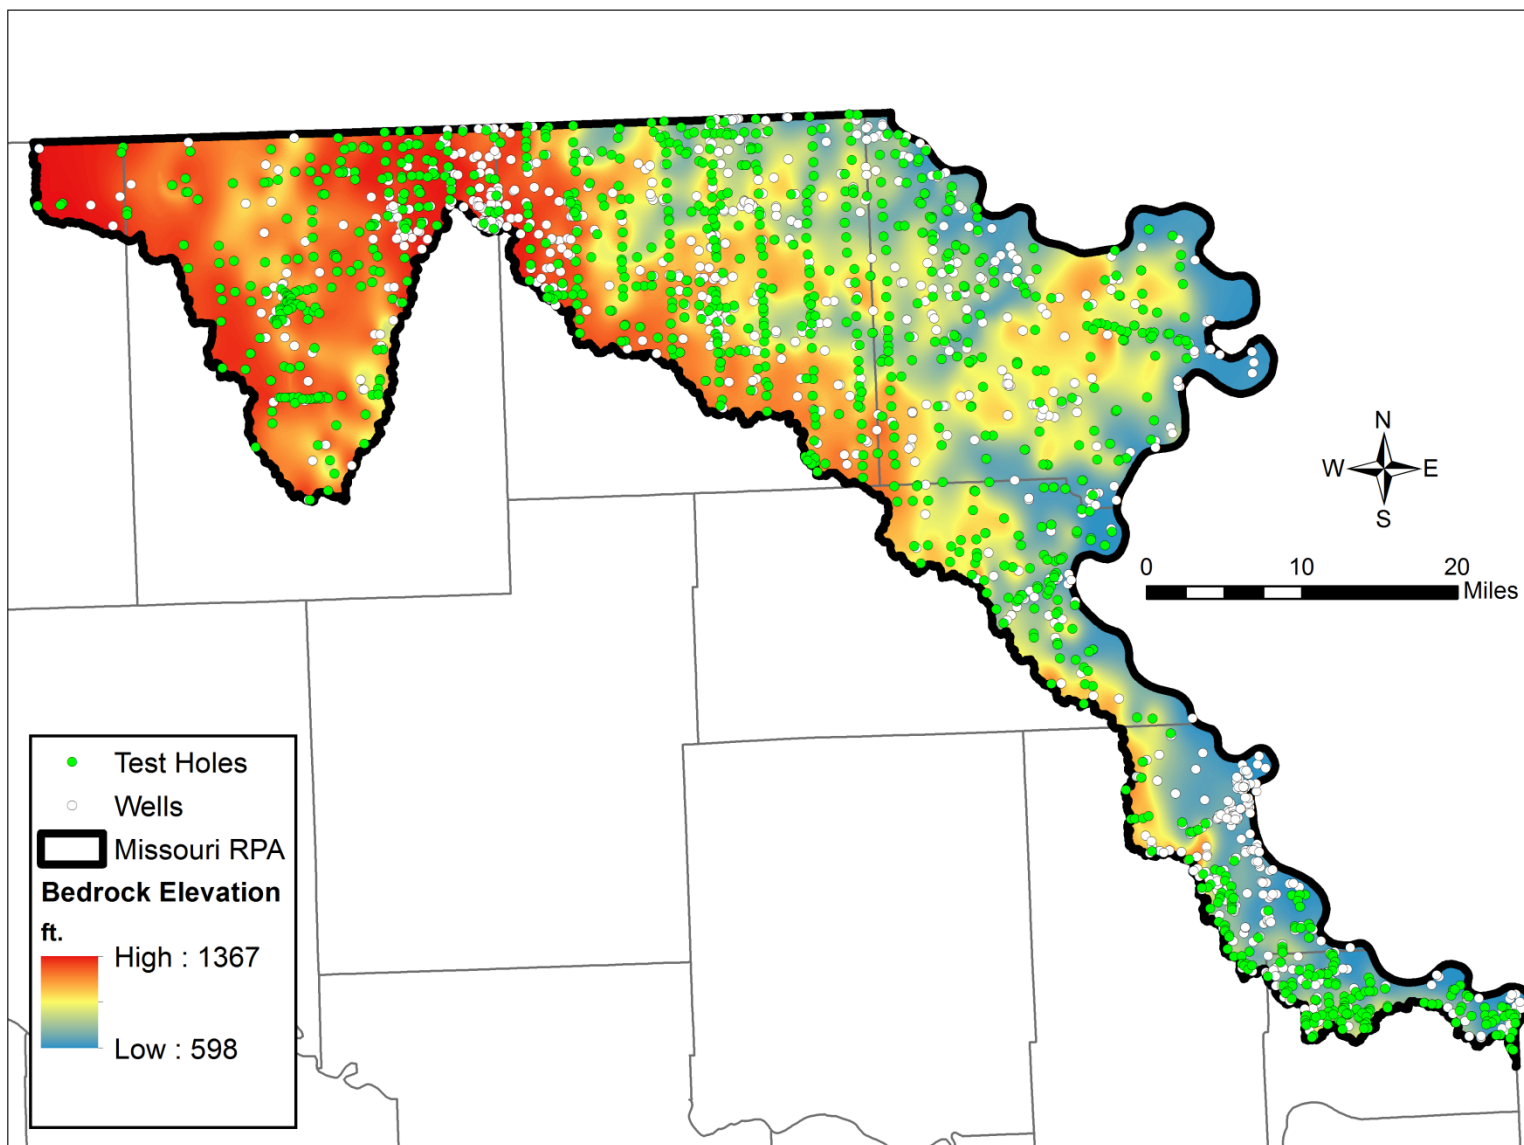 N
W E
S
0 10 20
Miles
Test Holes
Wells
Missouri RPA
Bedrock Elevation
ft.
High : 1367
Low : 598